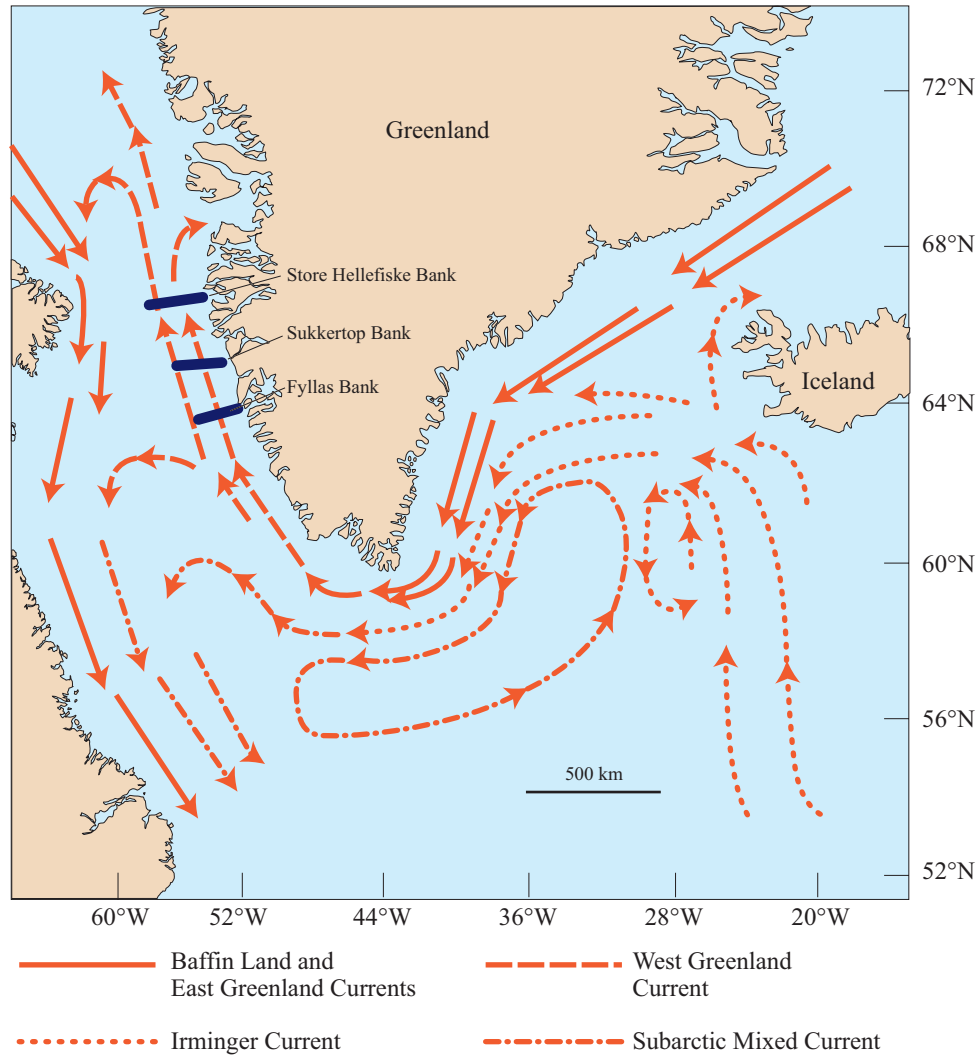 Greenland
72°N
68°N
Store Hellefiske Bank
Sukkertop Bank
Iceland
Fyllas Bank
64°N
60°N
56°N
500 km
52°N
60°W 52°W 44°W 36°W 28°W 20°W
Baffin Land and
East Greenland Currents
West Greenland
Current
Irminger Current
Subarctic Mixed Current